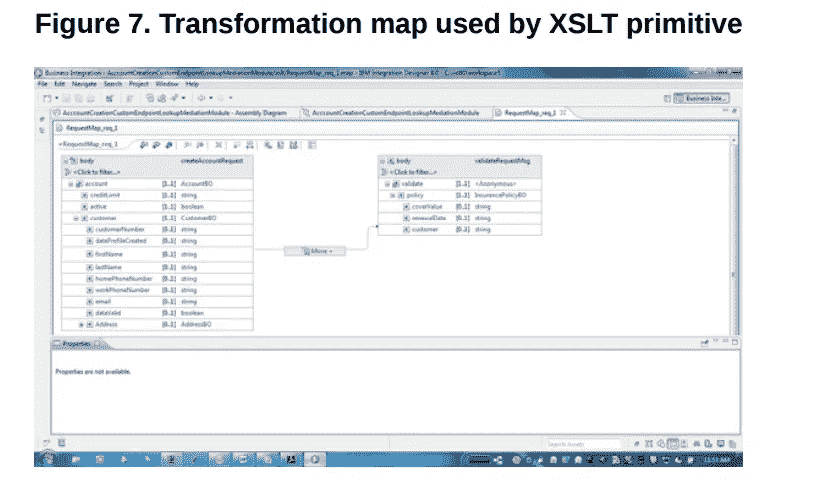 Figure 7. Transformation map used by XSLT primitive
Business Integration - AccountCreationCustomEndpointLookupMediationModule/xslt/RequestMap_req_1.map - IBM Integration Designer 8.0
File Edit Navigate Search Project Window Help
Business Inte...
AccountCreationCustomEndpointLookupMediationModule - Assembly Diagram AccountCreationCustomEndpointLookupMediationModule RequestMap_req_1
RequestMap_req_1
RequestMap_req_1
body createAccountRequest
<Click to filter...>
account [1..1] AccountBO
creditLimit [1..1] string
active [1..1] boolean
customer [1..1] CustomerBO
customerNumber [0..1] string
dateProfileCreated [0..1] string
firstName [0..1] string
lastName [0..1] string
homePhoneNumber [0..1] string
workPhoneNumber [0..1] string
email [0..1] string
dataValid [0..1] boolean
Address [0..1] AddressBO
Move
body validateRequestMsg
<Click to filter...>
validate [1..1] <Anonymous>
policy [1..1] InsurancePolicyBO
coverValue [0..1] string
renewalDate [0..1] string
customer [0..1] string
Properties
Properties are not available.
Search Assets